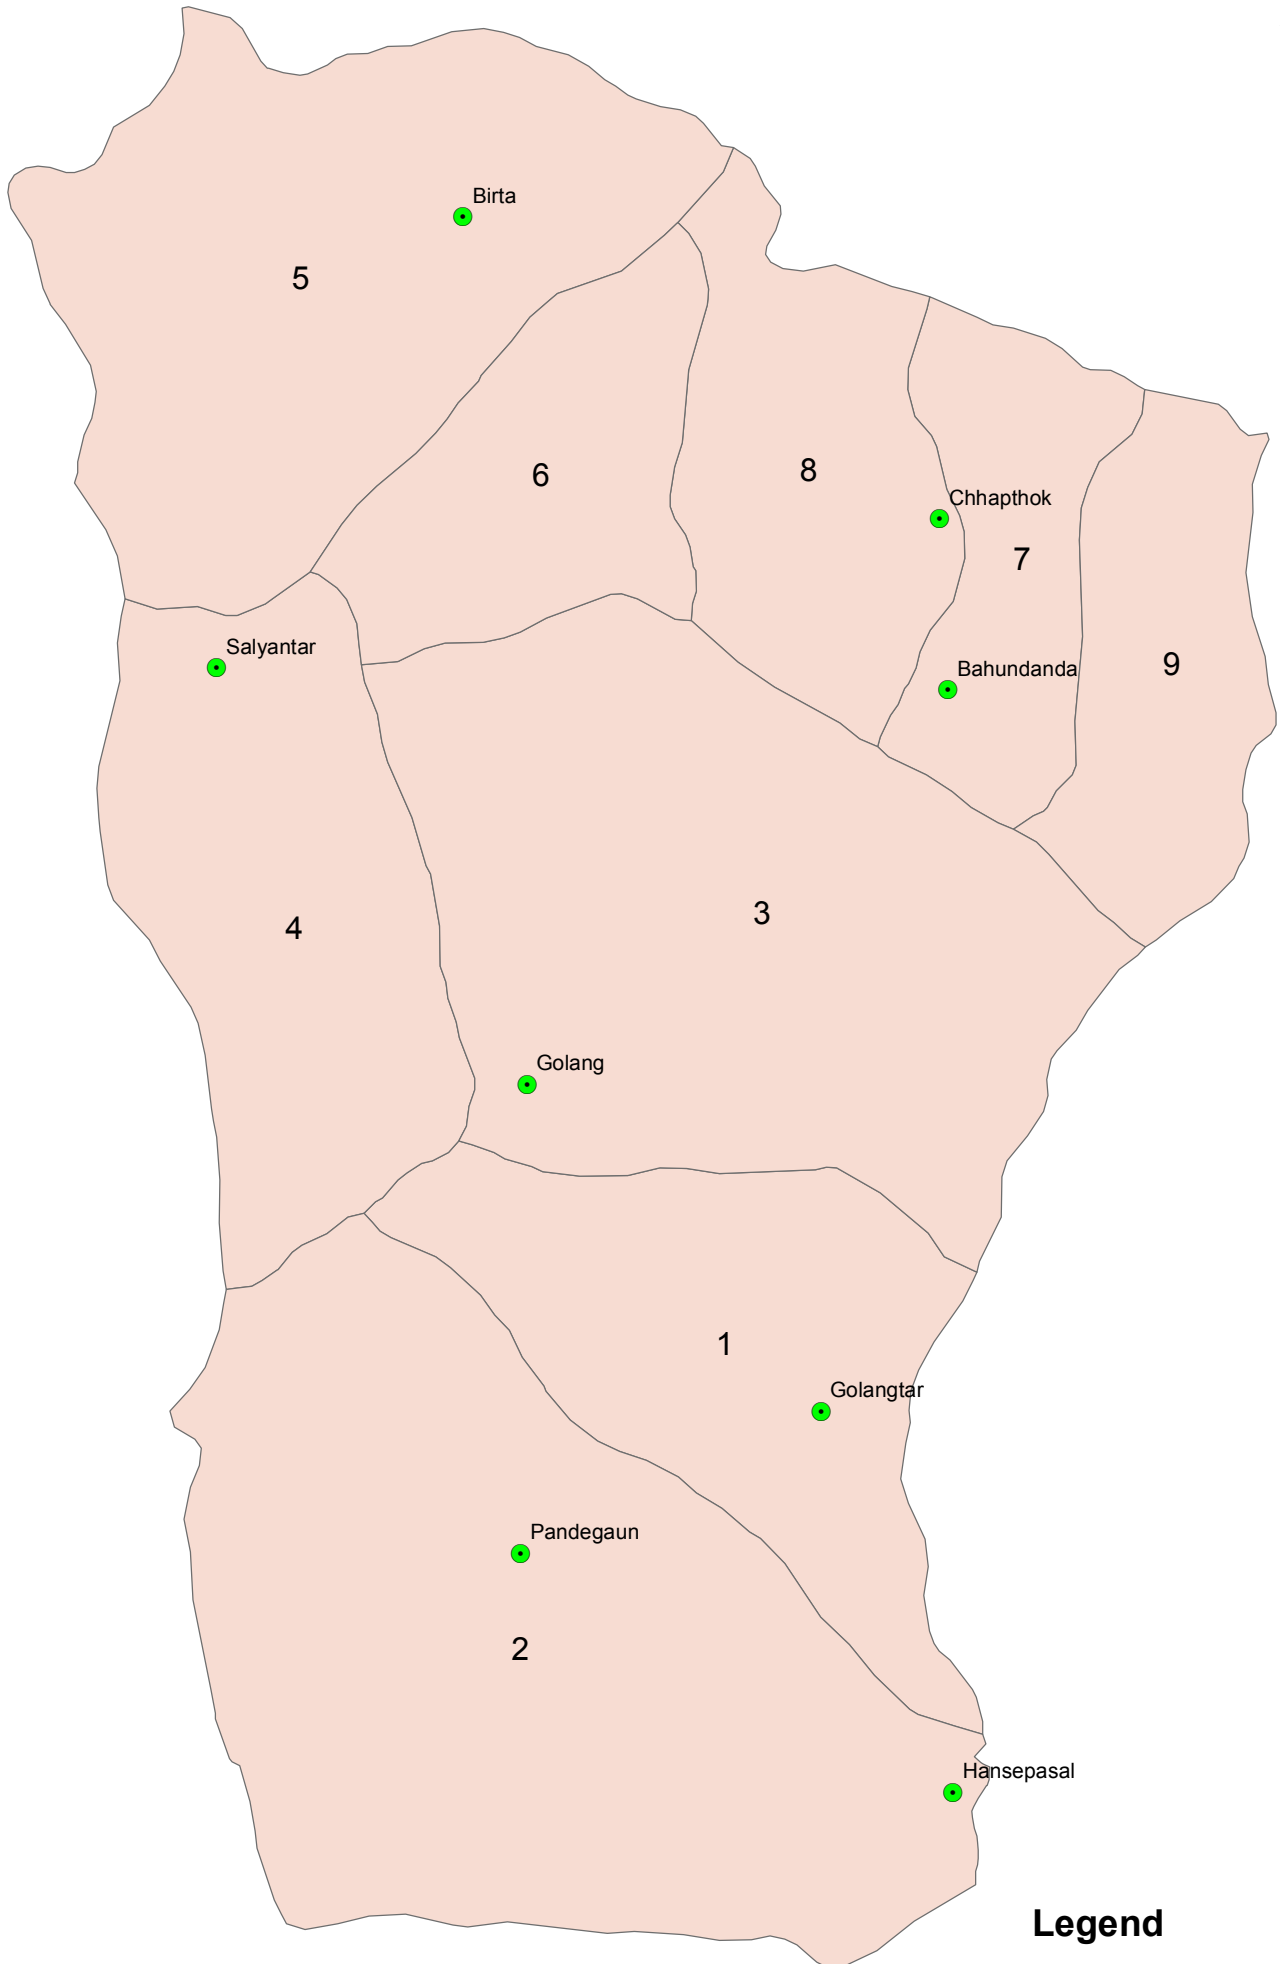 Birta
5
6
8
Chhapthok
7
Salyantar
Bahundanda
9
3
4
Golang
1
Golangtar
Pandegaun
2
Hansepasal
Legend